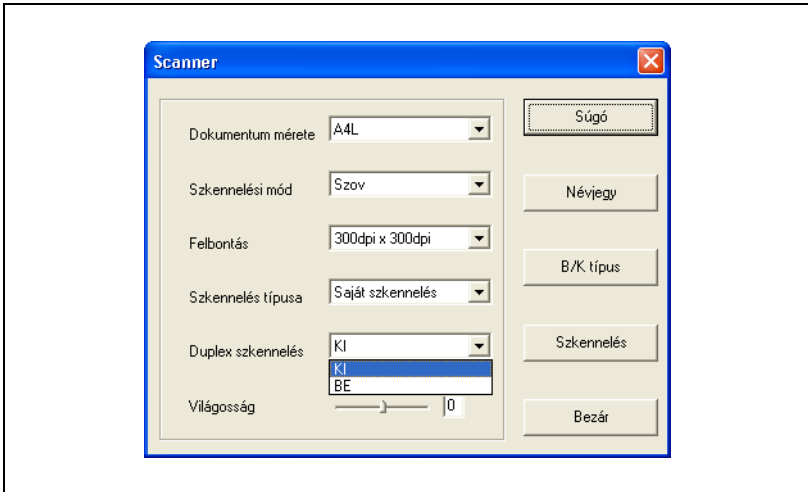 Scanner
Dokumentum mérete
A4L
Szkennelési mód
Szov
Felbontás
300dpi x 300dpi
Szkennelés típusa
Saját szkennelés
Duplex szkennelés
KI
KI
BE
Világosság
0
Súgó
Névjegy
B/K típus
Szkennelés
Bezár